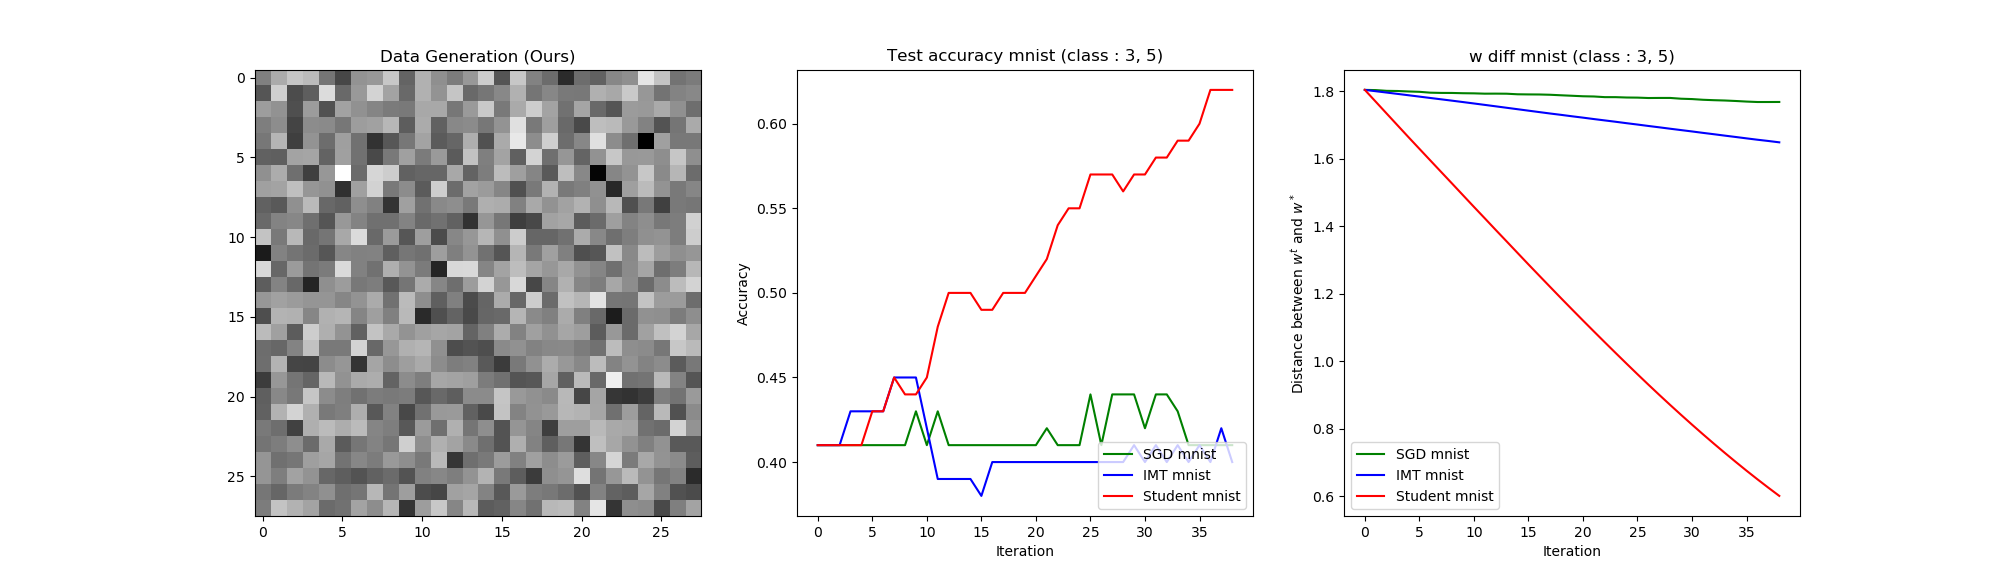 Data Generation (Ours)
0
5
10
15
20
25
0 5 10 15 20 25
Test accuracy mnist (class : 3, 5)
Accuracy
0.60
0.55
0.50
0.45
0.40
0 5 10 15 20 25 30 35
Iteration
SGD mnist
IMT mnist
Student mnist
w diff mnist (class : 3, 5)
Distance between w^t and w^*
1.8
1.6
1.4
1.2
1.0
0.8
0.6
0 5 10 15 20 25 30 35
Iteration
SGD mnist
IMT mnist
Student mnist